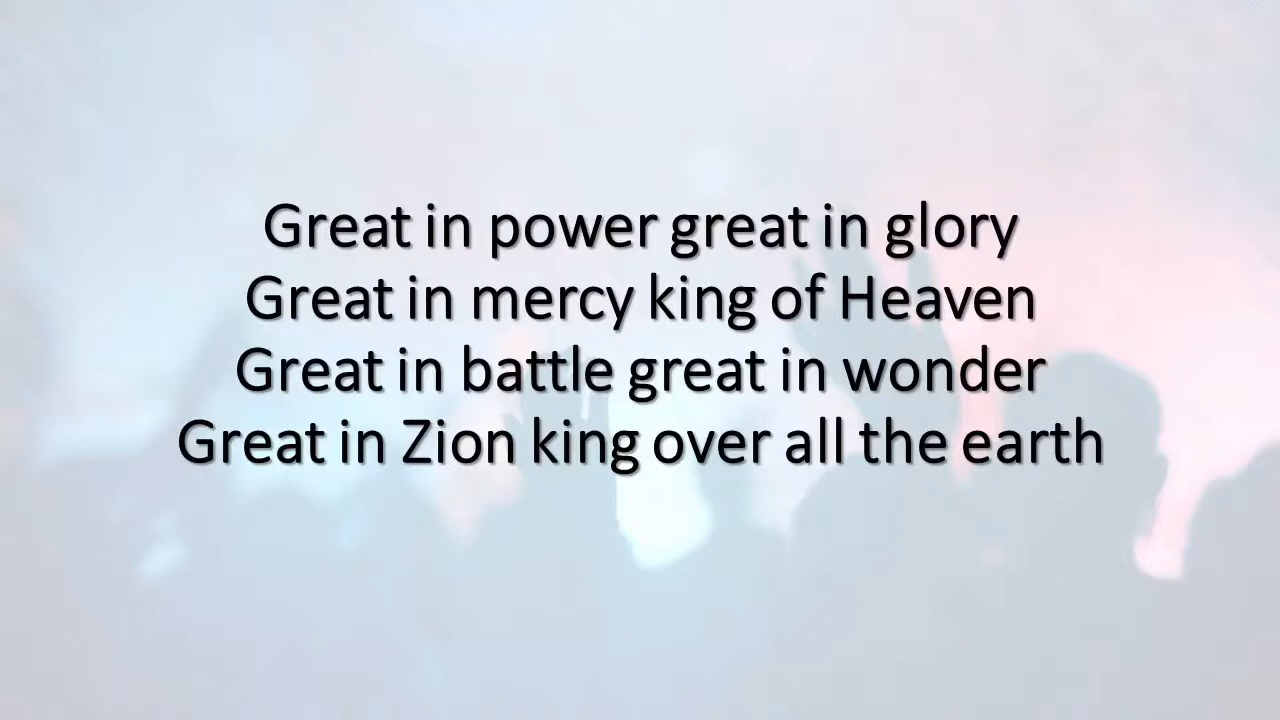 Great in power great in glory
Great in mercy king of Heaven
Great in battle great in wonder
Great in Zion king over all the earth